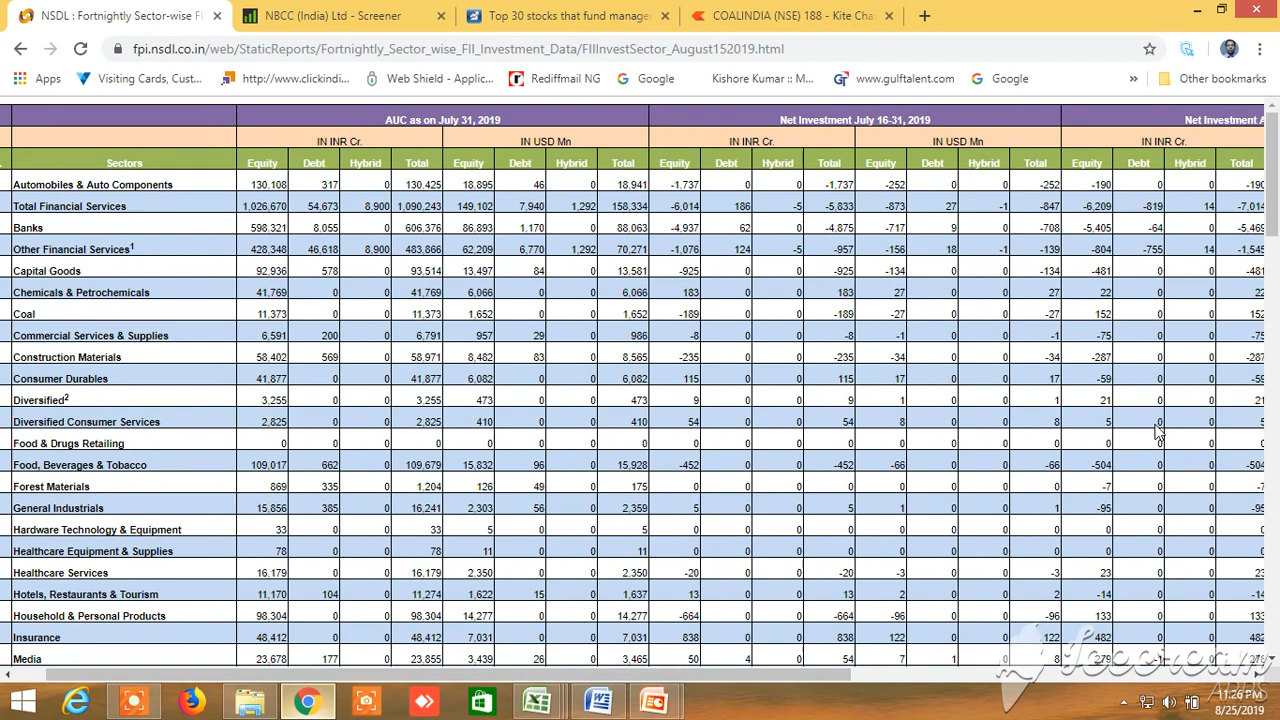 NSDL : Fortnightly Sector-wise FI
NBCC (India) Ltd - Screener
Top 30 stocks that fund manage
COALINDIA (NSE) 188 - Kite Cha
fpi.nsdl.co.in/web/StaticReports/Fortnightly_Sector_wise_FII_Investment_Data/FIIInvestSector_August152019.html
Apps Visiting Cards, Cust... http://www.clickindi... Web Shield - Applic... Rediffmail NG Google Kishore Kumar :: M... www.gulftalent.com Google » Other bookmarks
AUC as on July 31, 2019 Net Investment July 16-31, 2019 Net Investment A
IN INR Cr. IN USD Mn IN INR Cr. IN USD Mn IN INR Cr.
Sectors Equity Debt Hybrid Total Equity Debt Hybrid Total Equity Debt Hybrid Total Equity Debt Hybrid Total Equity Debt Hybrid Total
Automobiles & Auto Components 130,108 317 0 130,425 18,895 46 0 18,941 -1,737 0 0 -1,737 -252 0 0 -252 -190 0 0 -190
Total Financial Services 1,026,670 54,673 8,900 1,090,243 149,102 7,940 1,292 158,334 -6,014 186 -5 -5,833 -873 27 -1 -847 -6,209 -819 14 -7,014
Banks 598,321 8,055 0 606,376 86,893 1,170 0 88,063 -4,937 62 0 -4,875 -717 9 0 -708 -5,405 -64 0 -5,469
Other Financial Services1 428,348 46,618 8,900 483,866 62,209 6,770 1,292 70,271 -1,076 124 -5 -957 -156 18 -1 -139 -804 -755 14 -1,545
Capital Goods 92,936 578 0 93,514 13,497 84 0 13,581 -925 0 0 -925 -134 0 0 -134 -481 0 0 -481
Chemicals & Petrochemicals 41,769 0 0 41,769 6,066 0 0 6,066 183 0 0 183 27 0 0 27 22 0 0 22
Coal 11,373 0 0 11,373 1,652 0 0 1,652 -189 0 0 -189 -27 0 0 -27 152 0 0 152
Commercial Services & Supplies 6,591 200 0 6,791 957 29 0 986 -8 0 0 -8 -1 0 0 -1 -75 0 0 -75
Construction Materials 58,402 569 0 58,971 8,482 83 0 8,565 -235 0 0 -235 -34 0 0 -34 -287 0 0 -287
Consumer Durables 41,877 0 0 41,877 6,082 0 0 6,082 115 0 0 115 17 0 0 17 -59 0 0 -59
Diversified2 3,255 0 0 3,255 473 0 0 473 9 0 0 9 1 0 0 1 21 0 0 21
Diversified Consumer Services 2,825 0 0 2,825 410 0 0 410 54 0 0 54 8 0 0 8 5 0 0 5
Food & Drugs Retailing 0 0 0 0 0 0 0 0 0 0 0 0 0 0 0 0 0 0 0 0
Food, Beverages & Tobacco 109,017 662 0 109,679 15,832 96 0 15,928 -452 0 0 -452 -66 0 0 -66 -504 0 0 -504
Forest Materials 869 335 0 1,204 126 49 0 175 0 0 0 0 0 0 0 0 -7 0 0 -7
General Industrials 15,856 385 0 16,241 2,303 56 0 2,359 5 0 0 5 1 0 0 1 -95 0 0 -95
Hardware Technology & Equipment 33 0 0 33 5 0 0 5 0 0 0 0 0 0 0 0 0 0 0 0
Healthcare Equipment & Supplies 78 0 0 78 11 0 0 11 0 0 0 0 0 0 0 0 0 0 0 0
Healthcare Services 16,179 0 0 16,179 2,350 0 0 2,350 -20 0 0 -20 -3 0 0 -3 23 0 0 23
Hotels, Restaurants & Tourism 11,170 104 0 11,274 1,622 15 0 1,637 13 0 0 13 2 0 0 2 -14 0 0 -14
Household & Personal Products 98,304 0 0 98,304 14,277 0 0 14,277 -664 0 0 -664 -96 0 0 -96 133 0 0 133
Insurance 48,412 0 0 48,412 7,031 0 0 7,031 838 0 0 838 122 0 0 122 482 0 0 482
Media 23,678 177 0 23,855 3,439 26 0 3,465 50 4 0 54 7 1 0 8 279 -1 0 278
Icecream
APPS
11:26 PM
8/25/2019